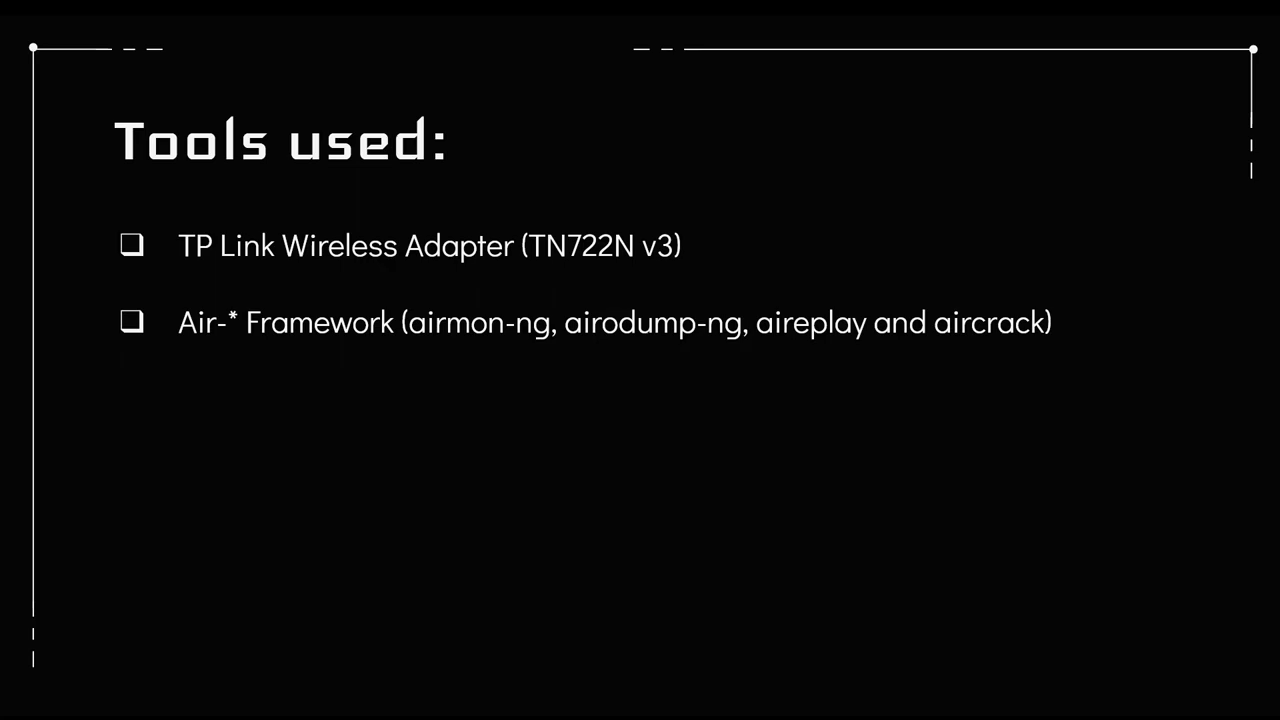 Tools used:
❏ TP Link Wireless Adapter (TN722N v3)
❏ Air-* Framework (airmon-ng, airodump-ng, aireplay and aircrack)